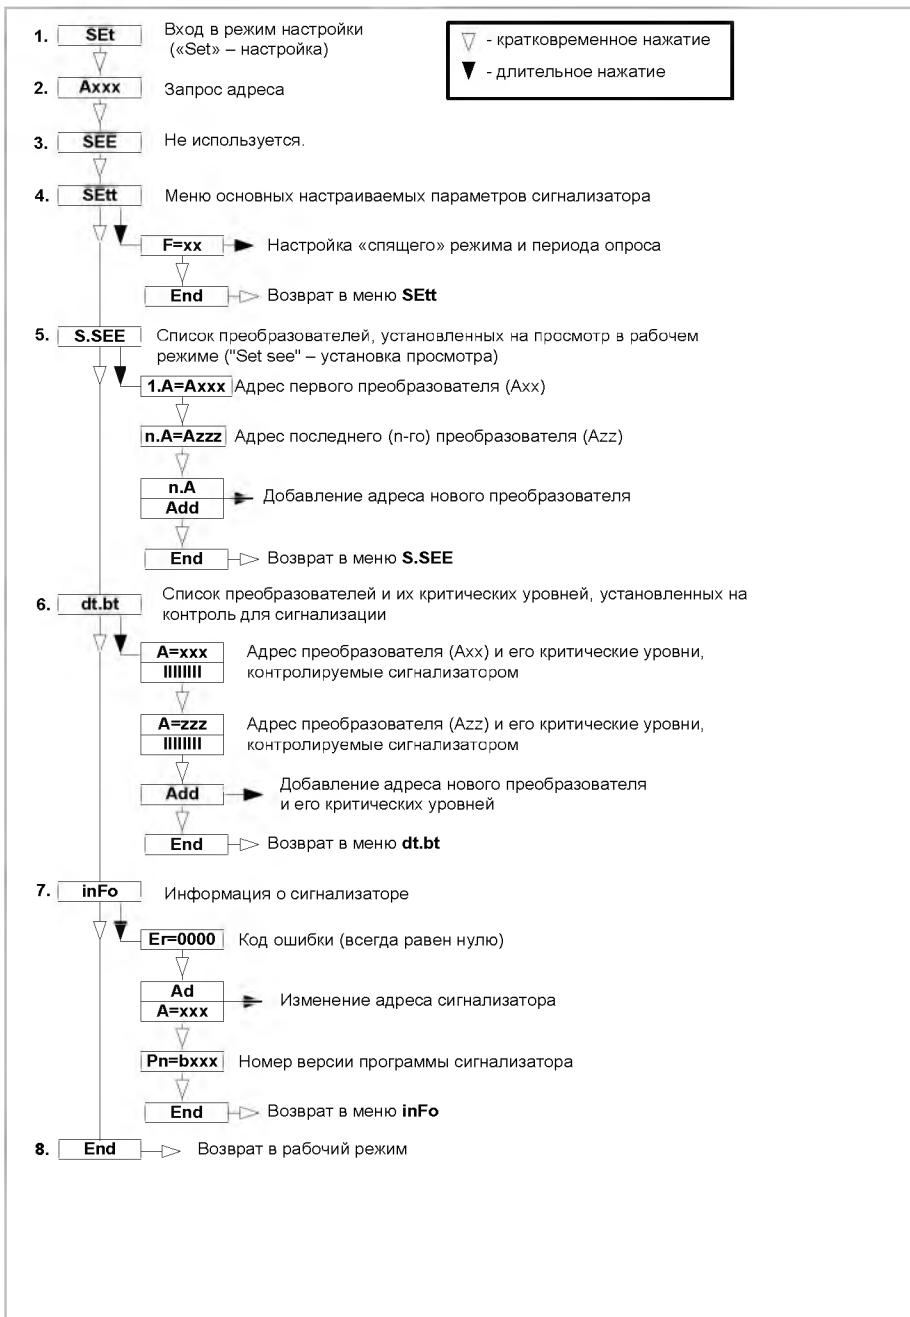 1. SEt Вход в режим настройки
(«Set» – настройка)
▽ - кратковременное нажатие
▼ - длительное нажатие
2. Axxx Запрос адреса
3. SEE Не используется.
4. SEtt Меню основных настраиваемых параметров сигнализатора
F=xx Настройка «спящего» режима и периода опроса
End Возврат в меню SEtt
5. S.SEE Список преобразователей, установленных на просмотр в рабочем
режиме ("Set see" – установка просмотра)
1.A=Axxx Адрес первого преобразователя (Axx)
n.A=Azzz Адрес последнего (n-го) преобразователя (Azz)
n.A
Add Добавление адреса нового преобразователя
End Возврат в меню S.SEE
6. dt.bt Список преобразователей и их критических уровней, установленных на
контроль для сигнализации
A=xxx Адрес преобразователя (Axx) и его критические уровни,
IIIIIIII контролируемые сигнализатором
A=zzz Адрес преобразователя (Azz) и его критические уровни,
IIIIIIII контролируемые сигнализатором
Add Добавление адреса нового преобразователя
и его критических уровней
End Возврат в меню dt.bt
7. inFo Информация о сигнализаторе
Er=0000 Код ошибки (всегда равен нулю)
Ad
A=xxx Изменение адреса сигнализатора
Pn=bxxx Номер версии программы сигнализатора
End Возврат в меню inFo
8. End Возврат в рабочий режим